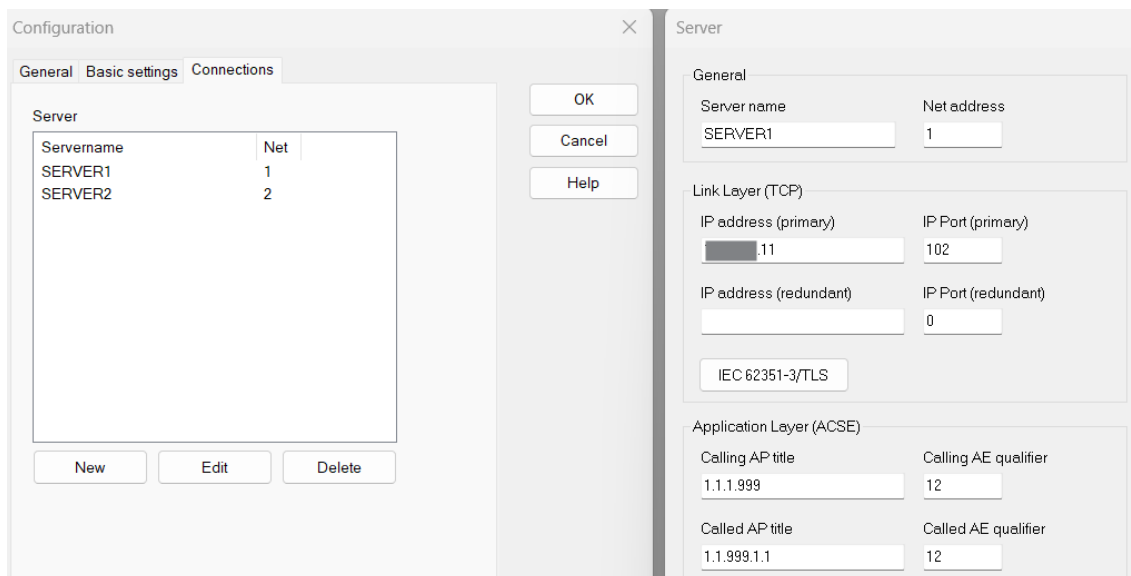 Configuration
General Basic settings Connections
Server
Servername Net
SERVER1 1
SERVER2 2
New Edit Delete
OK
Cancel
Help
Server
General
Server name Net address
SERVER1 1
Link Layer (TCP)
IP address (primary) IP Port (primary)
.11 102
IP address (redundant) IP Port (redundant)
0
IEC 62351-3/TLS
Application Layer (ACSE)
Calling AP title Calling AE qualifier
1.1.1.999 12
Called AP title Called AE qualifier
1.1.999.1.1 12